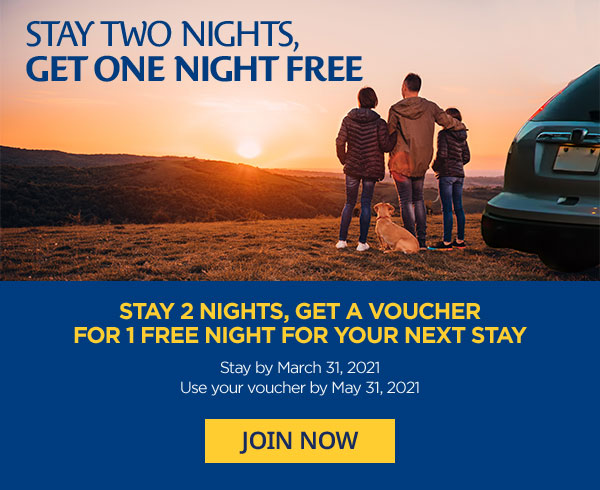 STAY TWO NIGHTS,
GET ONE NIGHT FREE
STAY 2 NIGHTS, GET A VOUCHER
FOR 1 FREE NIGHT FOR YOUR NEXT STAY
Stay by March 31, 2021
Use your voucher by May 31, 2021
JOIN NOW